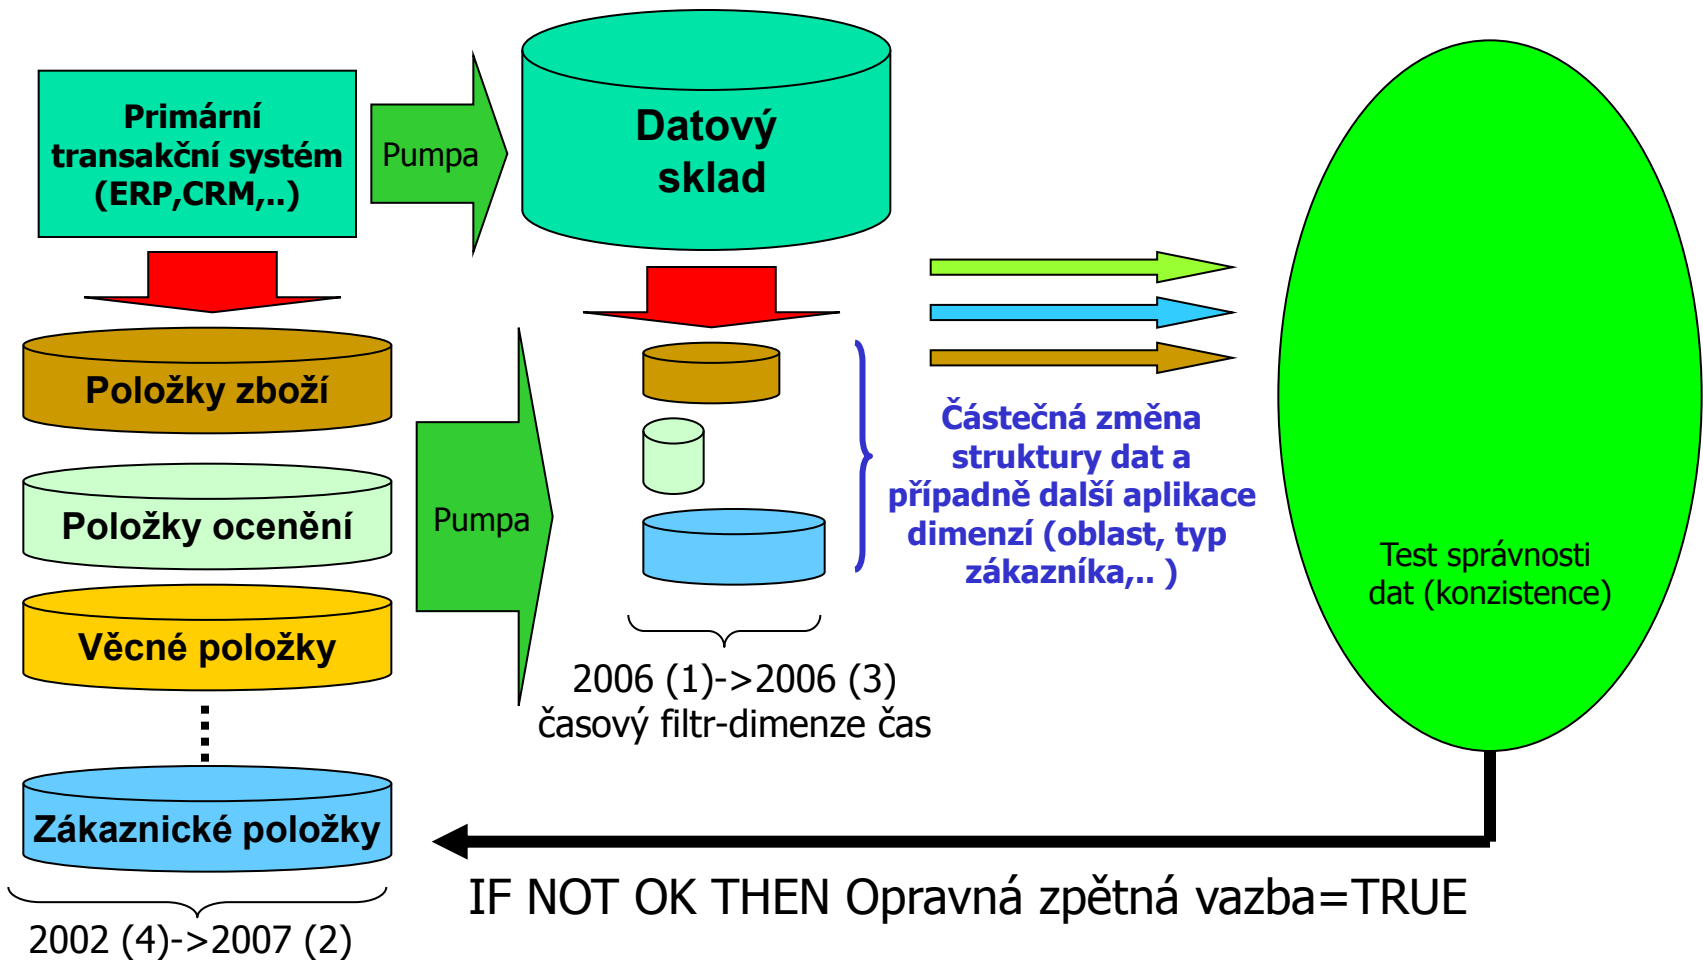 Primární
transakční systém
(ERP,CRM,..)
Pumpa
Datový
sklad
Položky zboží
Položky ocenění
Věcné položky
Zákaznické položky
2002 (4)->2007 (2)
Pumpa
2006 (1)->2006 (3)
časový filtr-dimenze čas
Částečná změna
struktury dat a
případně další aplikace
dimenzí (oblast, typ
zákazníka,.. )
Test správnosti
dat (konzistence)
IF NOT OK THEN Opravná zpětná vazba=TRUE